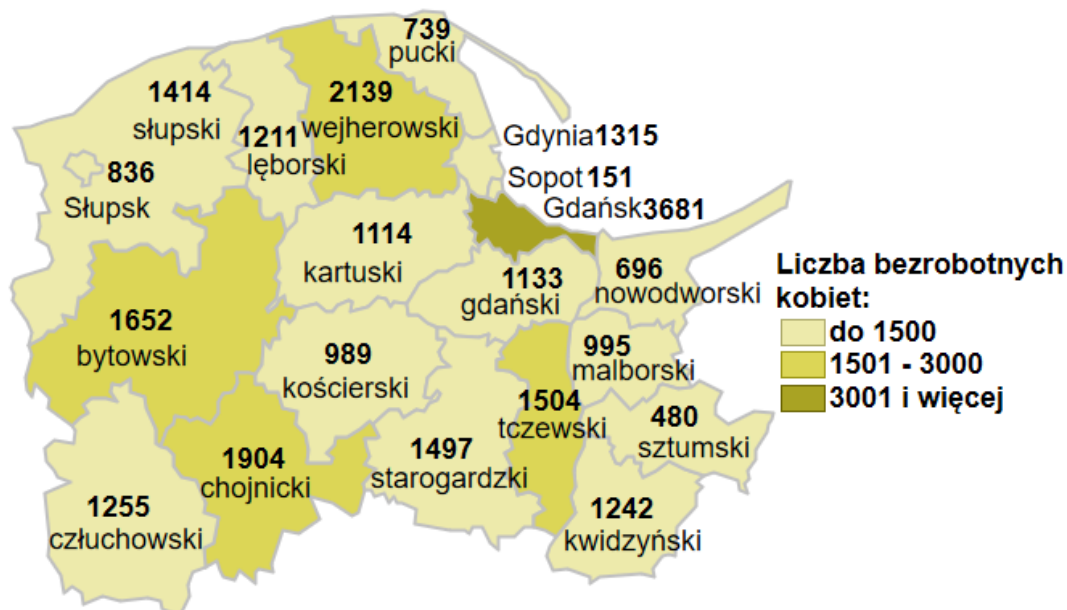 739
pucki
1414
słupski
2139
wejherowski
1211
lęborski
Gdynia1315
836
Słupsk
Sopot 151
Gdańsk3681
1114
kartuski
1133
gdański
696
nowodworski
Liczba bezrobotnych
kobiet:
do 1500
1501 - 3000
3001 i więcej
1652
bytowski
989
kościerski
995
malborski
1504
tczewski
480
sztumski
1904
chojnicki
1497
starogardzki
1255
człuchowski
1242
kwidzyński